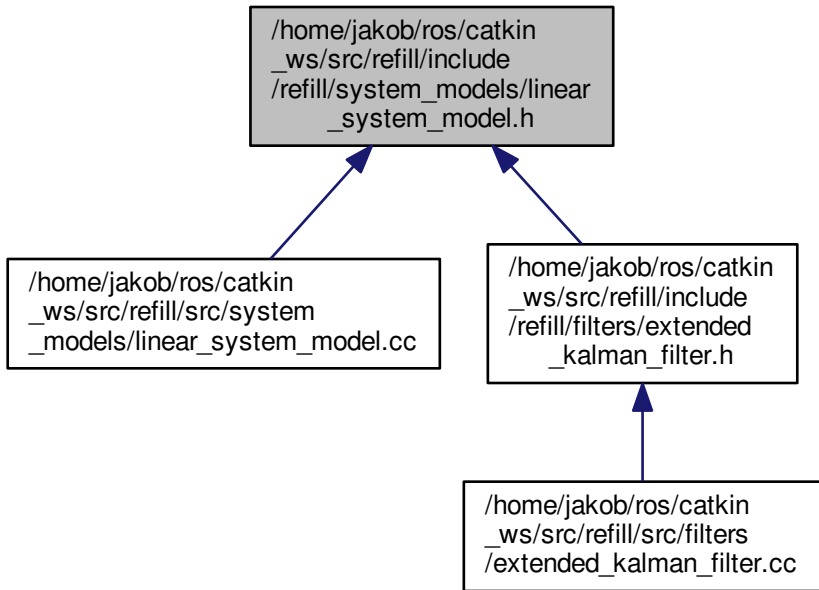 /home/jakob/ros/catkin
_ws/src/refill/include
/refill/system_models/linear
_system_model.h
/home/jakob/ros/catkin
_ws/src/refill/src/system
_models/linear_system_model.cc
/home/jakob/ros/catkin
_ws/src/refill/include
/refill/filters/extended
_kalman_filter.h
/home/jakob/ros/catkin
_ws/src/refill/src/filters
/extended_kalman_filter.cc